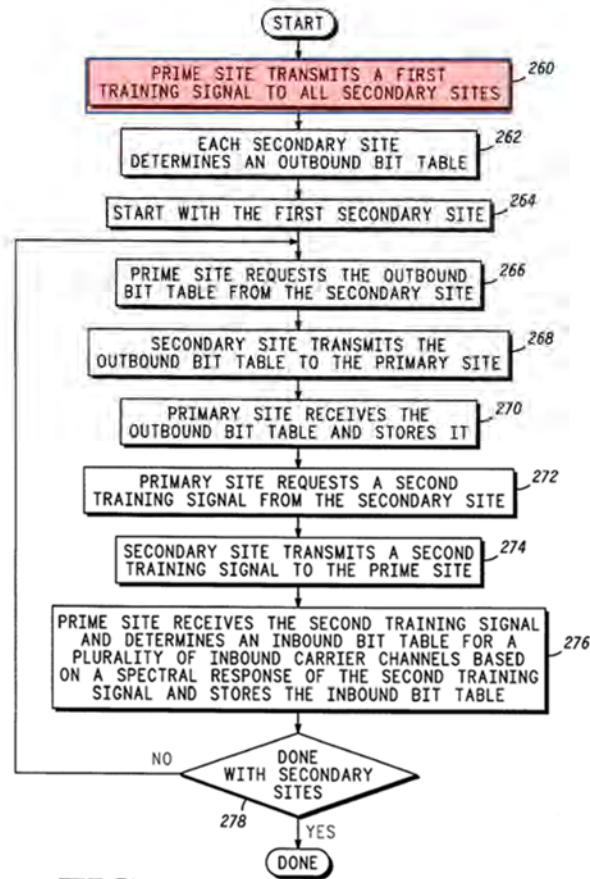 START
PRIME SITE TRANSMITS A FIRST
TRAINING SIGNAL TO ALL SECONDARY SITES
260
EACH SECONDARY SITE
DETERMINES AN OUTBOUND BIT TABLE
262
START WITH THE FIRST SECONDARY SITE
264
PRIME SITE REQUESTS THE OUTBOUND
BIT TABLE FROM THE SECONDARY SITE
266
SECONDARY SITE TRANSMITS THE
OUTBOUND BIT TABLE TO THE PRIMARY SITE
268
PRIMARY SITE RECEIVES THE
OUTBOUND BIT TABLE AND STORES IT
270
PRIMARY SITE REQUESTS A SECOND
TRAINING SIGNAL FROM THE SECONDARY SITE
272
SECONDARY SITE TRANSMITS A SECOND
TRAINING SIGNAL TO THE PRIME SITE
274
PRIME SITE RECEIVES THE SECOND TRAINING SIGNAL
AND DETERMINES AN INBOUND BIT TABLE FOR A
PLURALITY OF INBOUND CARRIER CHANNELS BASED
ON A SPECTRAL RESPONSE OF THE SECOND TRAINING
SIGNAL AND STORES THE INBOUND BIT TABLE
276
NO
DONE
WITH SECONDARY
SITES
278
YES
DONE